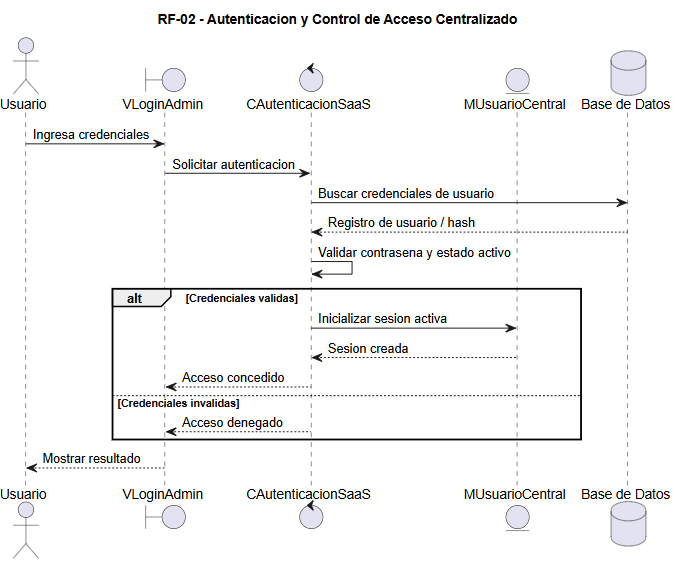 RF-02 - Autenticacion y Control de Acceso Centralizado
Usuario
VLoginAdmin
CAutenticacionSaaS
MUsuarioCentral
Base de Datos
Ingresa credenciales
Solicitar autenticacion
Buscar credenciales de usuario
Registro de usuario / hash
Validar contrasena y estado activo
alt
[Credenciales validas]
Inicializar sesion activa
Sesion creada
Acceso concedido
[Credenciales invalidas]
Acceso denegado
Mostrar resultado
Usuario
VLoginAdmin
CAutenticacionSaaS
MUsuarioCentral
Base de Datos